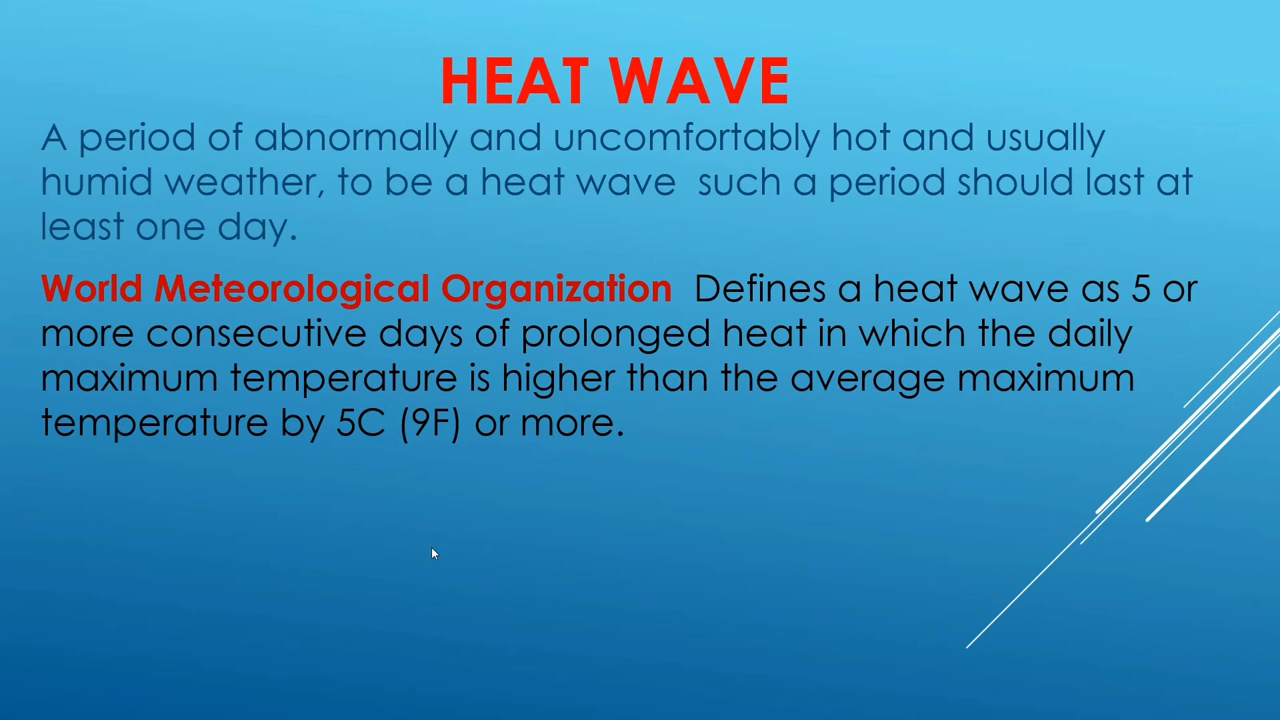 HEAT WAVE
A period of abnormally and uncomfortably hot and usually
humid weather, to be a heat wave  such a period should last at
least one day.
World Meteorological Organization  Defines a heat wave as 5 or
more consecutive days of prolonged heat in which the daily
maximum temperature is higher than the average maximum
temperature by 5C (9F) or more.